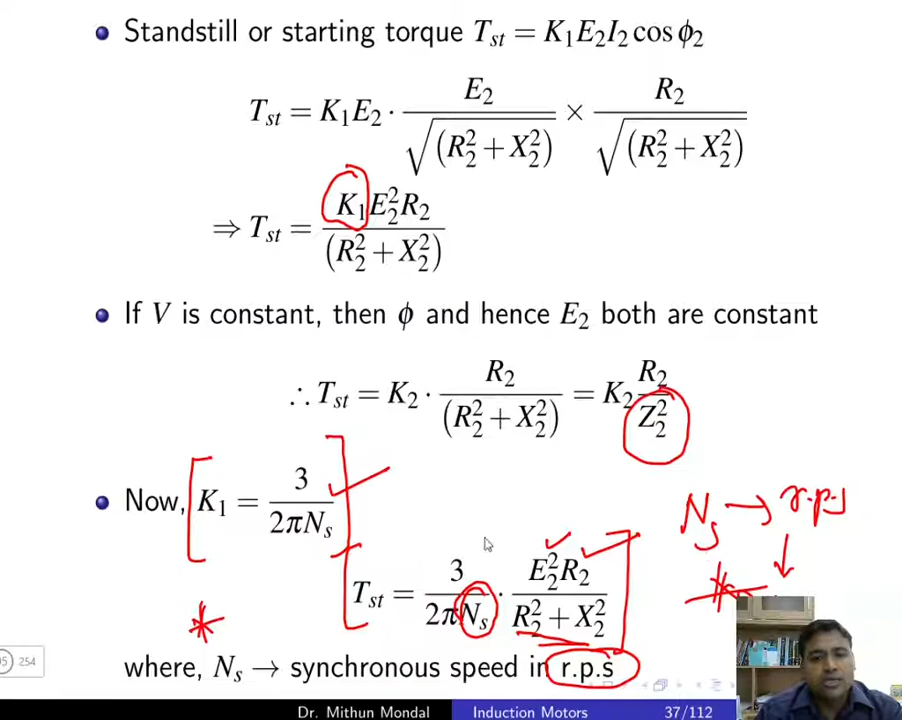 Standstill or starting torque T_st = K_1E_2I_2 cos ϕ_2
T_st = K_1E_2 · E_2 / √(R_2^2 + X_2^2) × R_2 / √(R_2^2 + X_2^2)
⇒ T_st = K_1E_2^2R_2 / (R_2^2 + X_2^2)
If V is constant, then ϕ and hence E_2 both are constant
∴ T_st = K_2 · R_2 / (R_2^2 + X_2^2) = K_2 R_2 / Z_2^2
Now, K_1 = 3 / 2πN_s
N_s → r.p.s
T_st = 3 / 2πN_s · E_2^2R_2 / R_2^2 + X_2^2
where, N_s → synchronous speed in r.p.s
95 254
Dr. Mithun Mondal Induction Motors 37/112